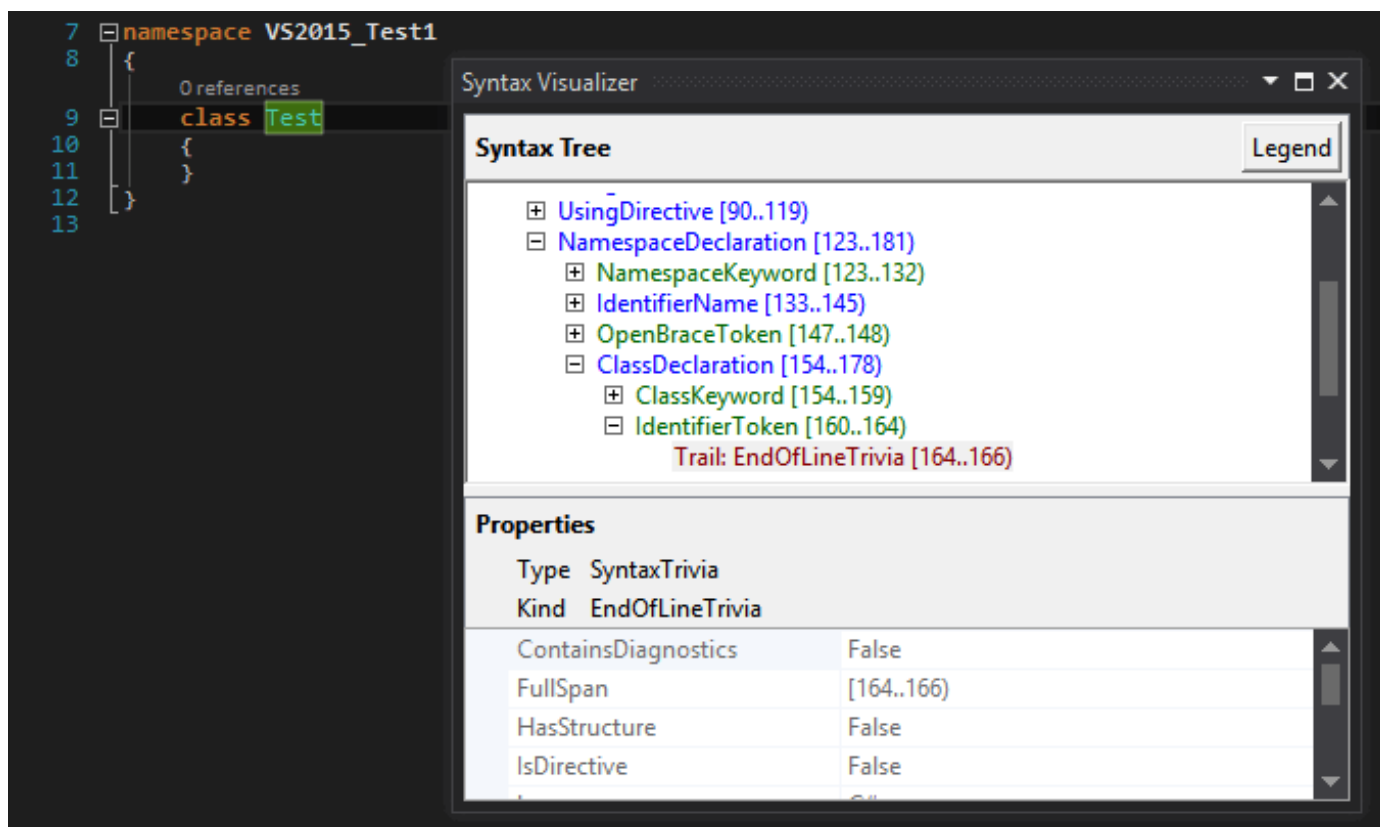 7 namespace VS2015_Test1
8 {
0 references
9 class Test
10 {
11 }
12 }
13
Syntax Visualizer
Syntax Tree
Legend
UsingDirective [90..119)
NamespaceDeclaration [123..181)
NamespaceKeyword [123..132)
IdentifierName [133..145)
OpenBraceToken [147..148)
ClassDeclaration [154..178)
ClassKeyword [154..159)
IdentifierToken [160..164)
Trail: EndOfLineTrivia [164..166)
Properties
Type SyntaxTrivia
Kind EndOfLineTrivia
ContainsDiagnostics False
FullSpan [164..166)
HasStructure False
IsDirective False